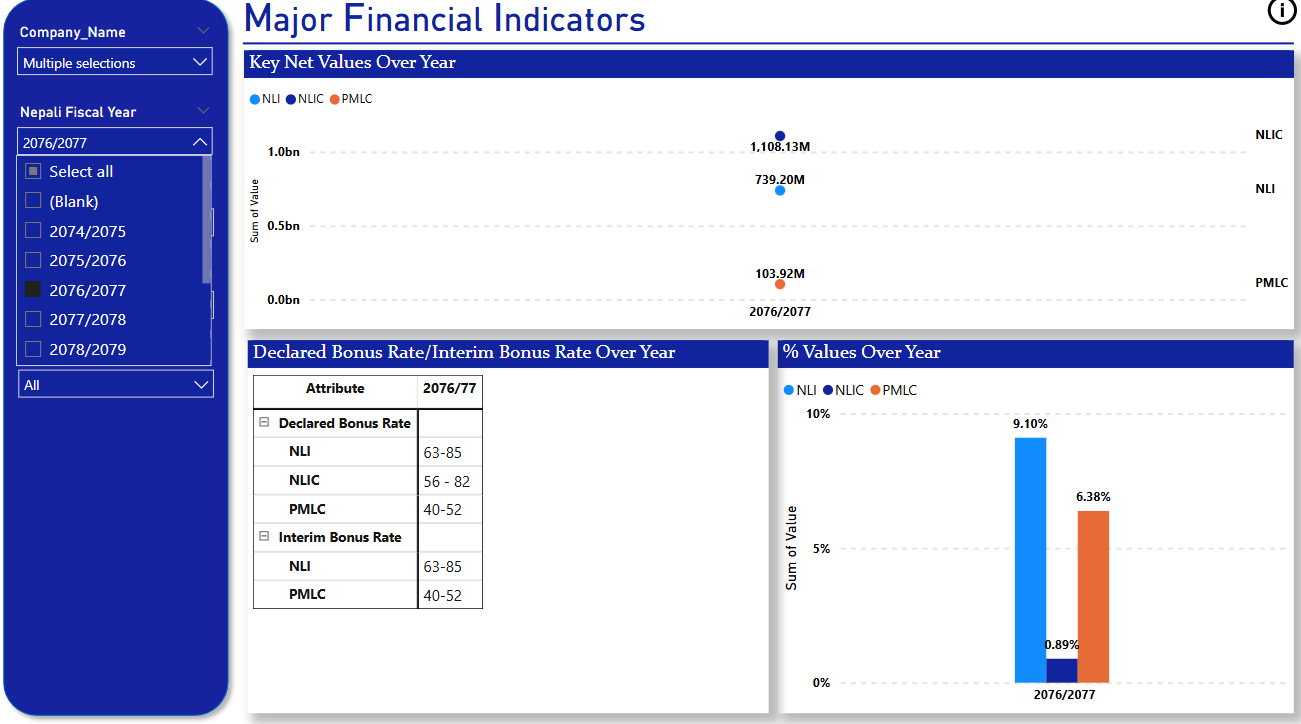 Major Financial Indicators
Company_Name
Multiple selections
Nepali Fiscal Year
2076/2077
Select all
(Blank)
2074/2075
2075/2076
2076/2077
2077/2078
2078/2079
All
Key Net Values Over Year
NLI NLIC PMLC
Sum of Value
1.0bn
0.5bn
0.0bn
1,108.13M
739.20M
103.92M
2076/2077
NLIC
NLI
PMLC
Declared Bonus Rate/Interim Bonus Rate Over Year
Attribute 2076/77
Declared Bonus Rate
NLI 63-85
NLIC 56 - 82
PMLC 40-52
Interim Bonus Rate
NLI 63-85
PMLC 40-52
% Values Over Year
NLI NLIC PMLC
Sum of Value
10%
5%
0%
9.10%
0.89%
6.38%
2076/2077